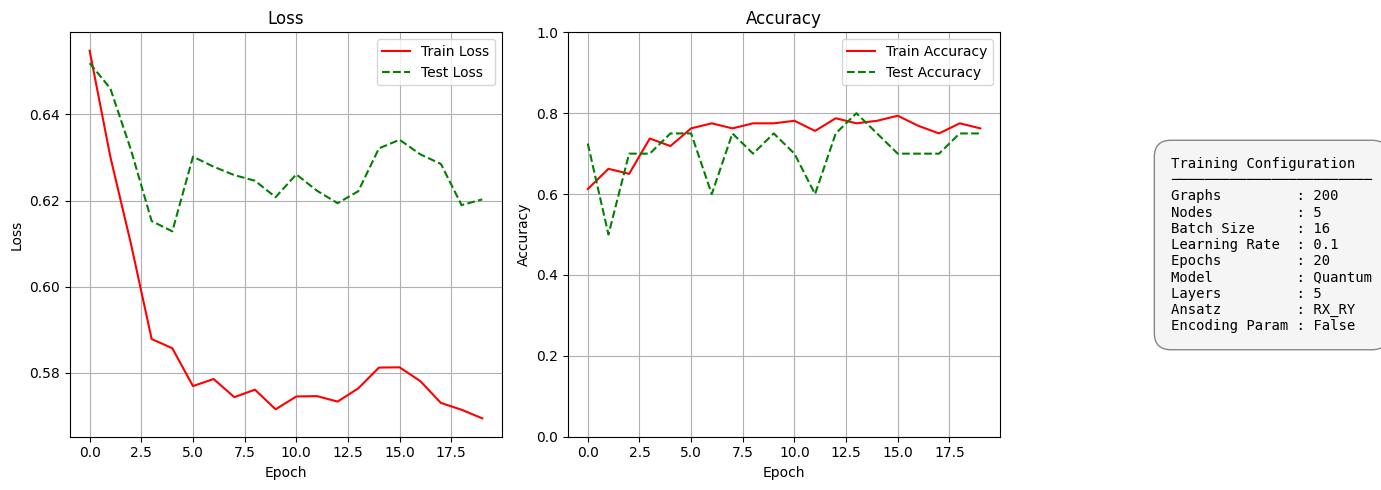 Loss
Train Loss
Test Loss
0.64
0.62
0.60
0.58
Loss
0.0 2.5 5.0 7.5 10.0 12.5 15.0 17.5
Epoch
Accuracy
Train Accuracy
Test Accuracy
1.0
0.8
0.6
0.4
0.2
0.0
Accuracy
0.0 2.5 5.0 7.5 10.0 12.5 15.0 17.5
Epoch
Training Configuration
Graphs : 200
Nodes : 5
Batch Size : 16
Learning Rate : 0.1
Epochs : 20
Model : Quantum
Layers : 5
Ansatz : RX_RY
Encoding Param : False